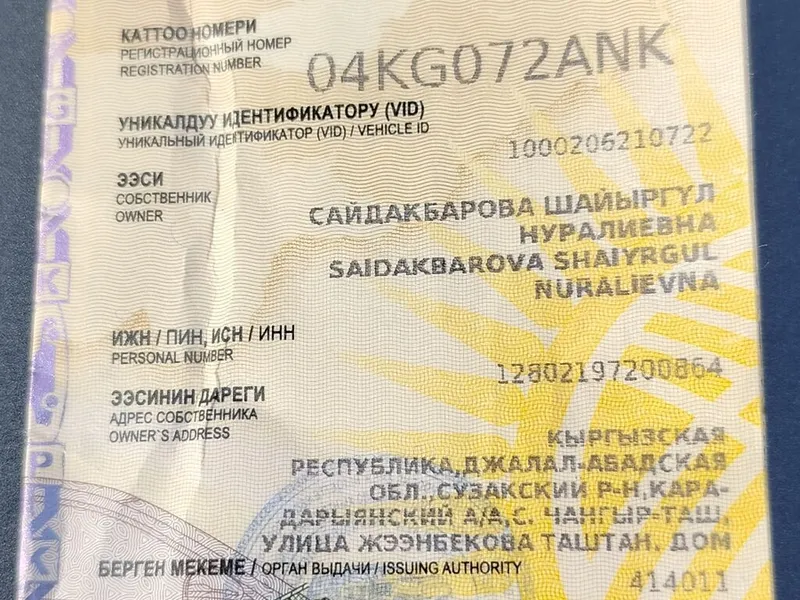 КАТТОО НОМЕРИ
РЕГИСТРАЦИОННЫЙ НОМЕР
REGISTRATION NUMBER
04KG072ANK
УНИКАЛДУУ ИДЕНТИФИКАТОРУ (VID)
УНИКАЛЬНЫЙ ИДЕНТИФИКАТОР (VID) / VEHICLE ID
1000206210722
ЭЭСИ
СОБСТВЕННИК
OWNER
САЙДАКБАРОВА ШАЙЫРГҮЛ
НУРАЛИЕВНА
SAIDAKBAROVA SHAIYRGUL
NURALIEVNA
ИЖН / ПИН, ИСН / ИНН
PERSONAL NUMBER
12802197200864
ЭЭСИНИН ДАРЕГИ
АДРЕС СОБСТВЕННИКА
OWNER`S ADDRESS
КЫРГЫЗСКАЯ
РЕСПУБЛИКА,ДЖАЛАЛ-АБАДСКАЯ
ОБЛ.,СУЗАКСКИЙ Р-Н,КАРА-
ДАРЫЯНСКИЙ А/А,С. ЧАНГЫР-ТАШ,
УЛИЦА ЖЭЭНБЕКОВА ТАШТАН, ДОМ
БЕРГЕН МЕКЕМЕ / ОРГАН ВЫДАЧИ / ISSUING AUTHORITY
414011